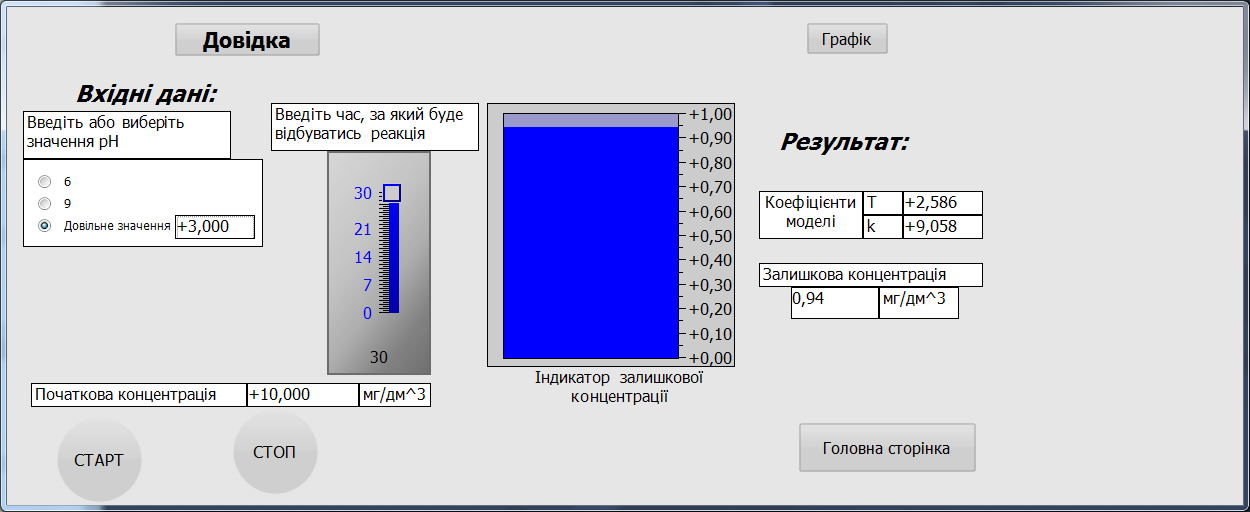 Довідка
Графік
Вхідні дані:
Введіть або виберіть
значення рН
6
9
Довільне значення +3,000
Введіть час, за який буде
відбуватись реакція
30
21
14
7
0
30
Початкова концентрація +10,000 мг/дм^3
СТАРТ
СТОП
+1,00
+0,90
+0,80
+0,70
+0,60
+0,50
+0,40
+0,30
+0,20
+0,10
+0,00
Індикатор залишкової
концентрації
Результат:
Коефіцієнти
моделі
T +2,586
k +9,058
Залишкова концентрація
0,94 мг/дм^3
Головна сторінка